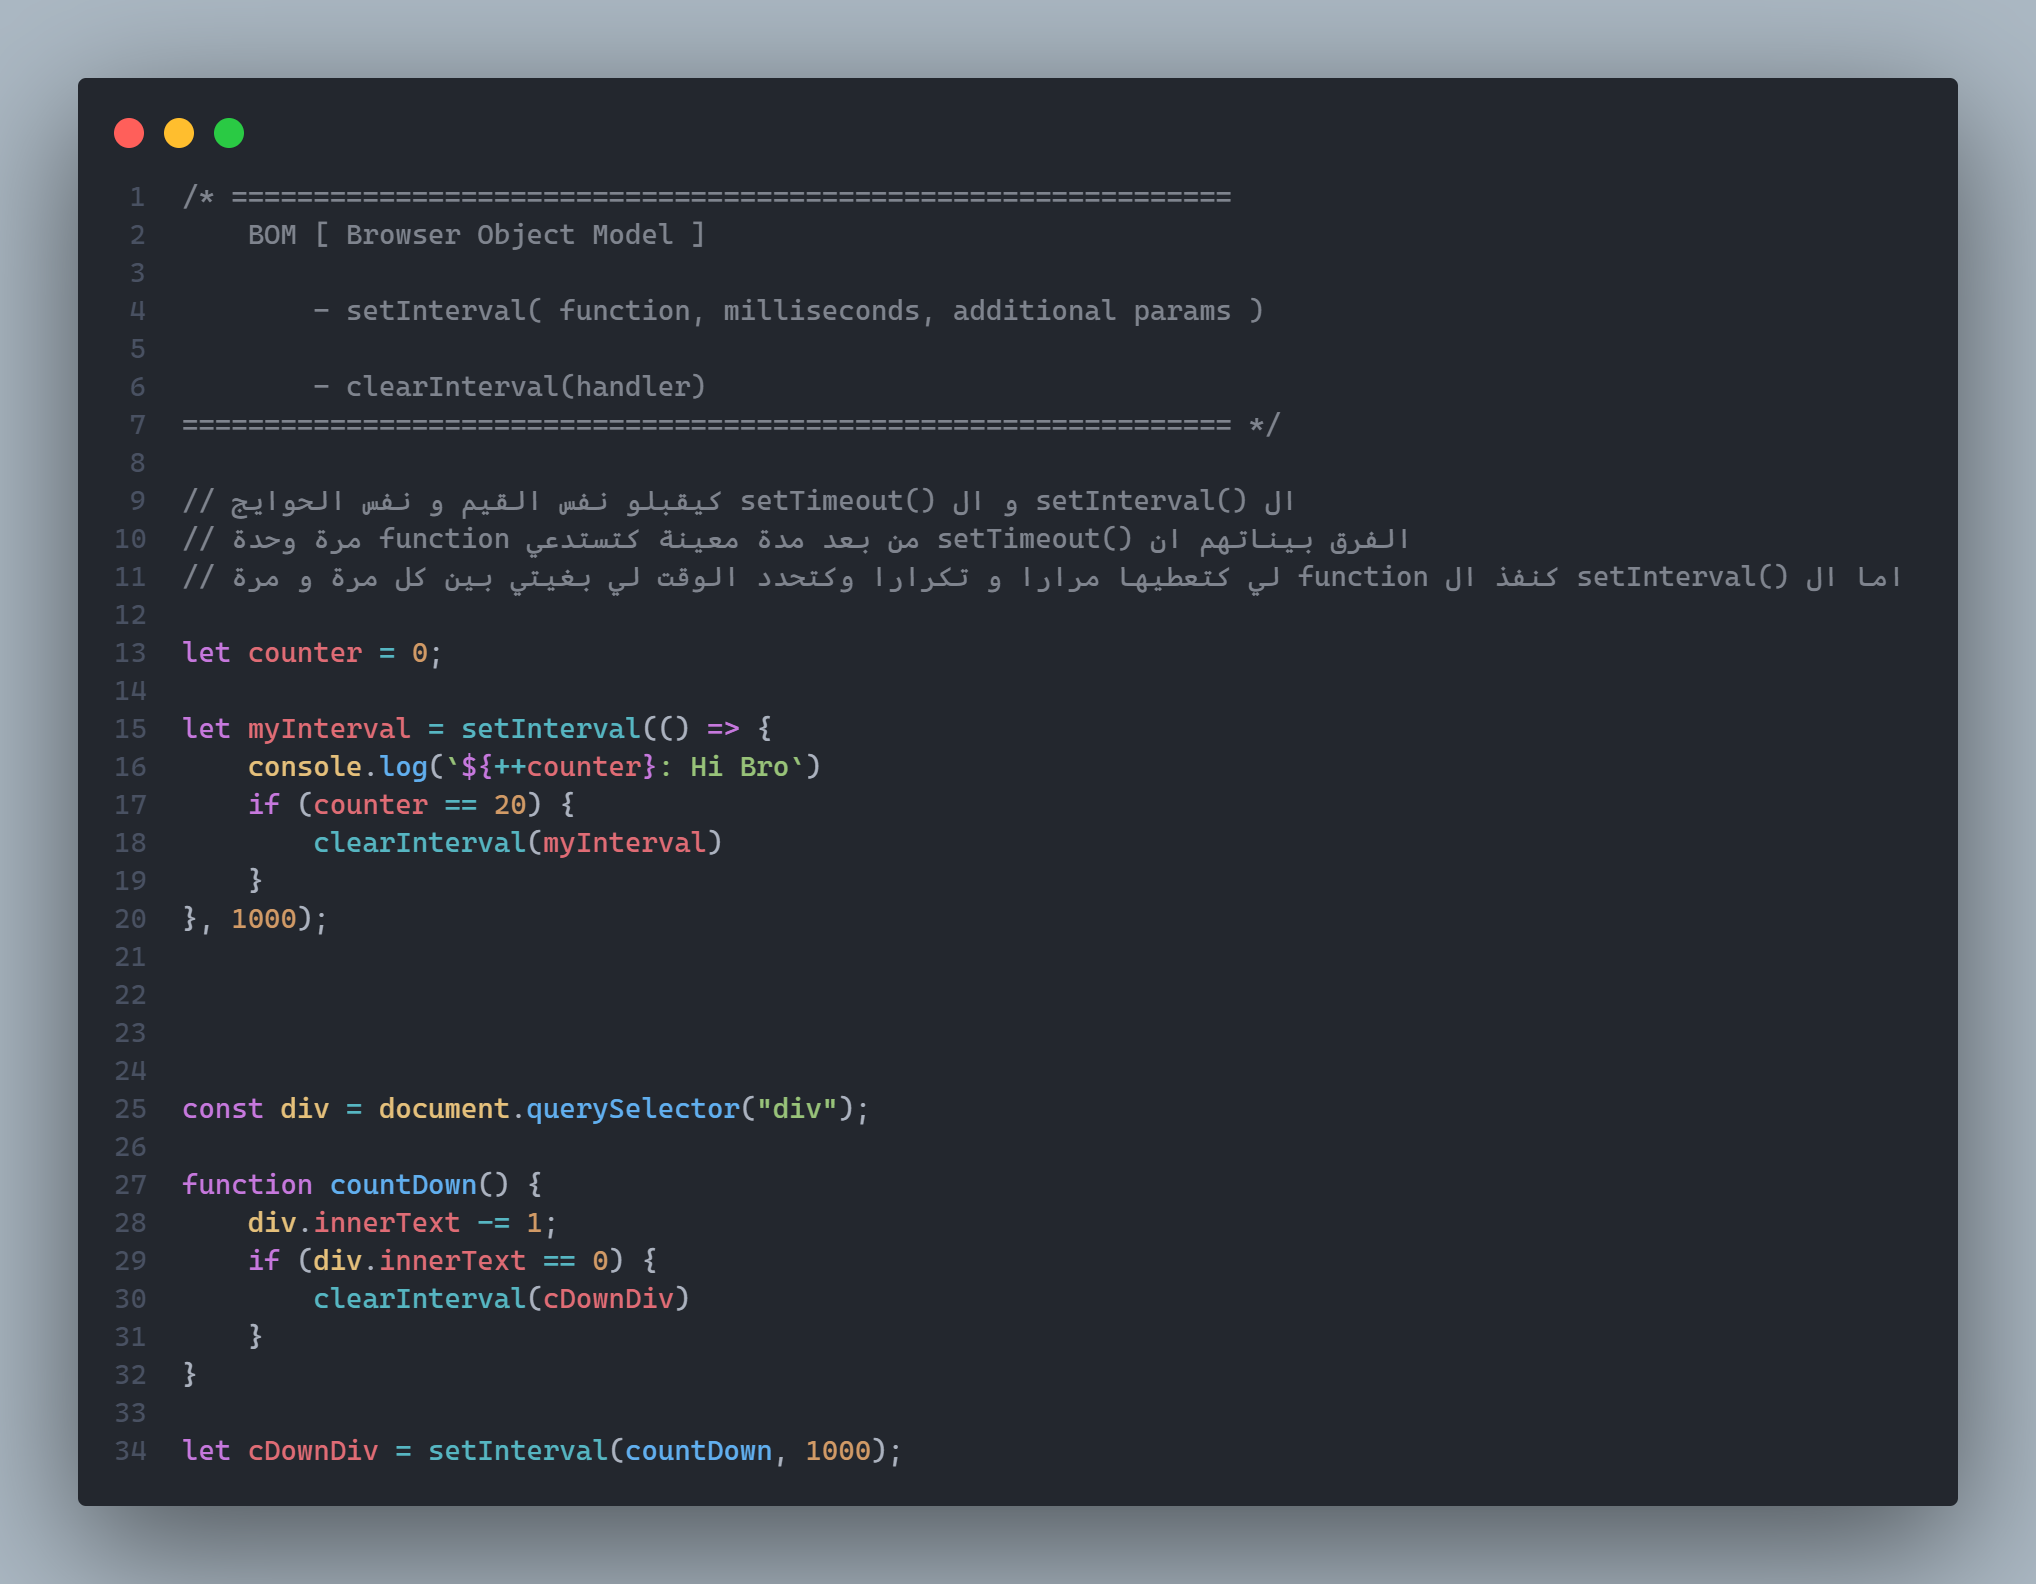 1 /* =============================================================
2 BOM [ Browser Object Model ]
3
4 - setInterval( function, milliseconds, additional params )
5
6 - clearInterval(handler)
7 ================================================================ */
8
9 // ال setInterval() و ال setTimeout() كيقبلو نفس القيم و نفس الحوايج
10 // الفرق بيناتهم ان setTimeout() من بعد مدة معينة كتستدعي function مرة وحدة
11 // اما ال setInterval() كنفذ ال function لي كتعطيها مرارا و تكرارا وكتحدد الوقت لي بغيتي بين كل مرة و مرة
12
13 let counter = 0;
14
15 let myInterval = setInterval(() => {
16 console.log(`${++counter}: Hi Bro`)
17 if (counter == 20) {
18 clearInterval(myInterval)
19 }
20 }, 1000);
21
22
23
24
25 const div = document.querySelector("div");
26
27 function countDown() {
28 div.innerText -= 1;
29 if (div.innerText == 0) {
30 clearInterval(cDownDiv)
31 }
32 }
33
34 let cDownDiv = setInterval(countDown, 1000);